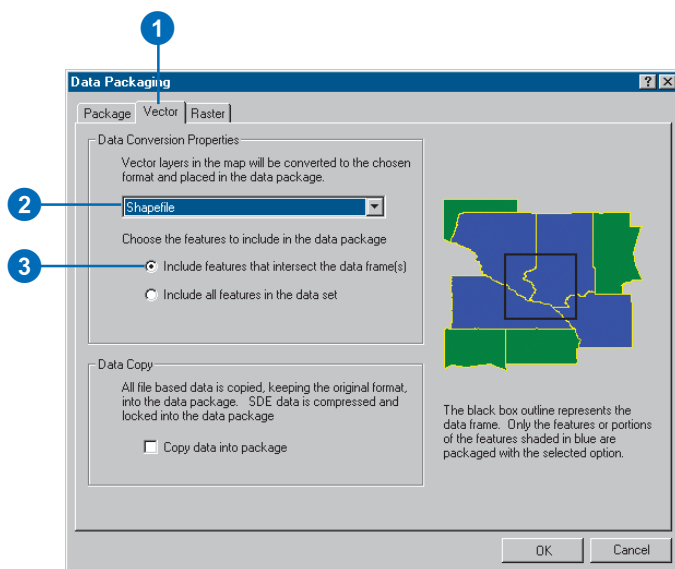 1
Data Packaging
Package Vector Raster
Data Conversion Properties
Vector layers in the map will be converted to the chosen
format and placed in the data package.
2
Shapefile
Choose the features to include in the data package
3
Include features that intersect the data frame(s)
Include all features in the data set
Data Copy
All file based data is copied, keeping the original format,
into the data package. SDE data is compressed and
locked into the data package
Copy data into package
The black box outline represents the
data frame. Only the features or portions
of the features shaded in blue are
packaged with the selected option.
OK Cancel